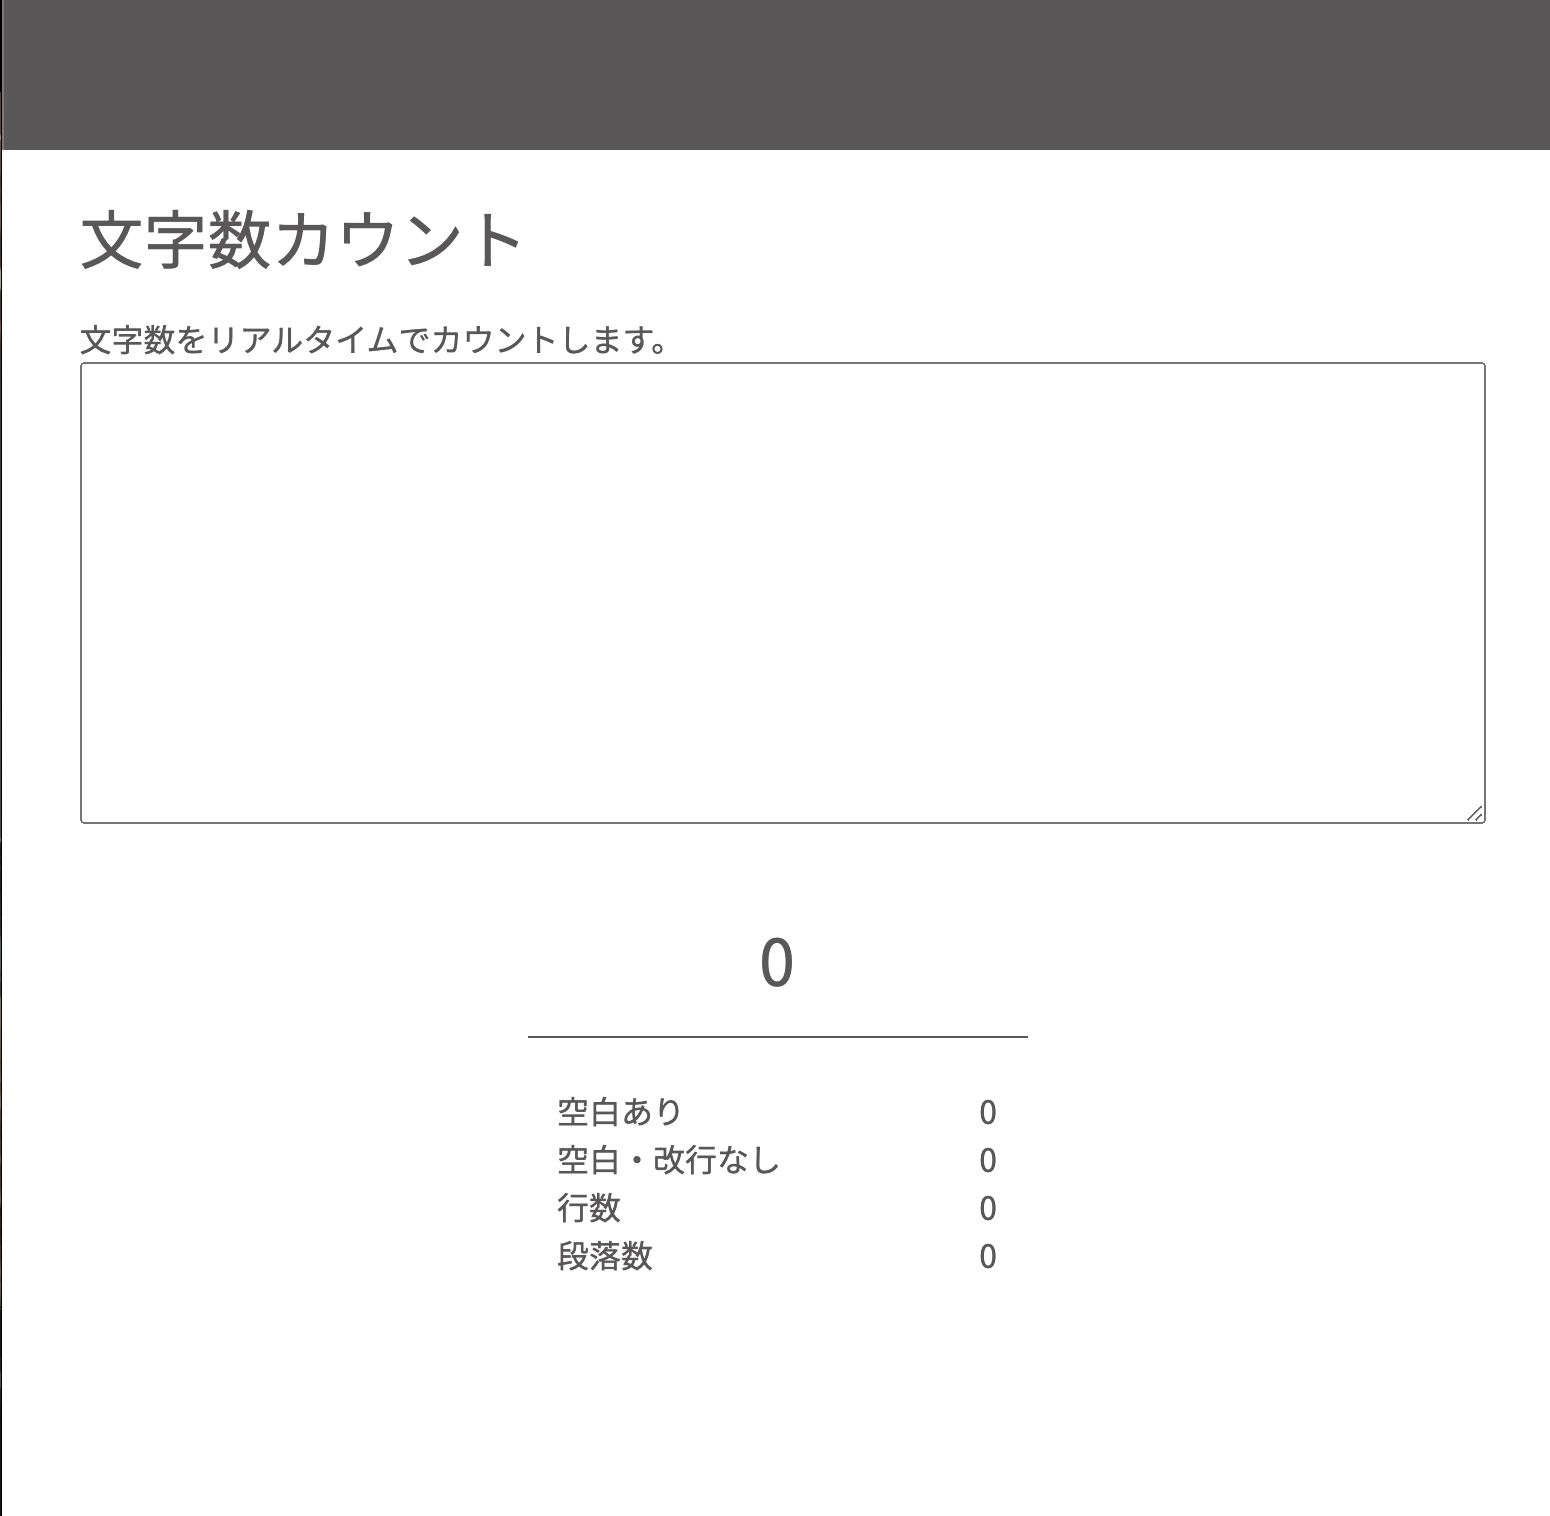 文字数カウント
文字数をリアルタイムでカウントします。
0
空白あり 0
空白・改行なし 0
行数 0
段落数 0